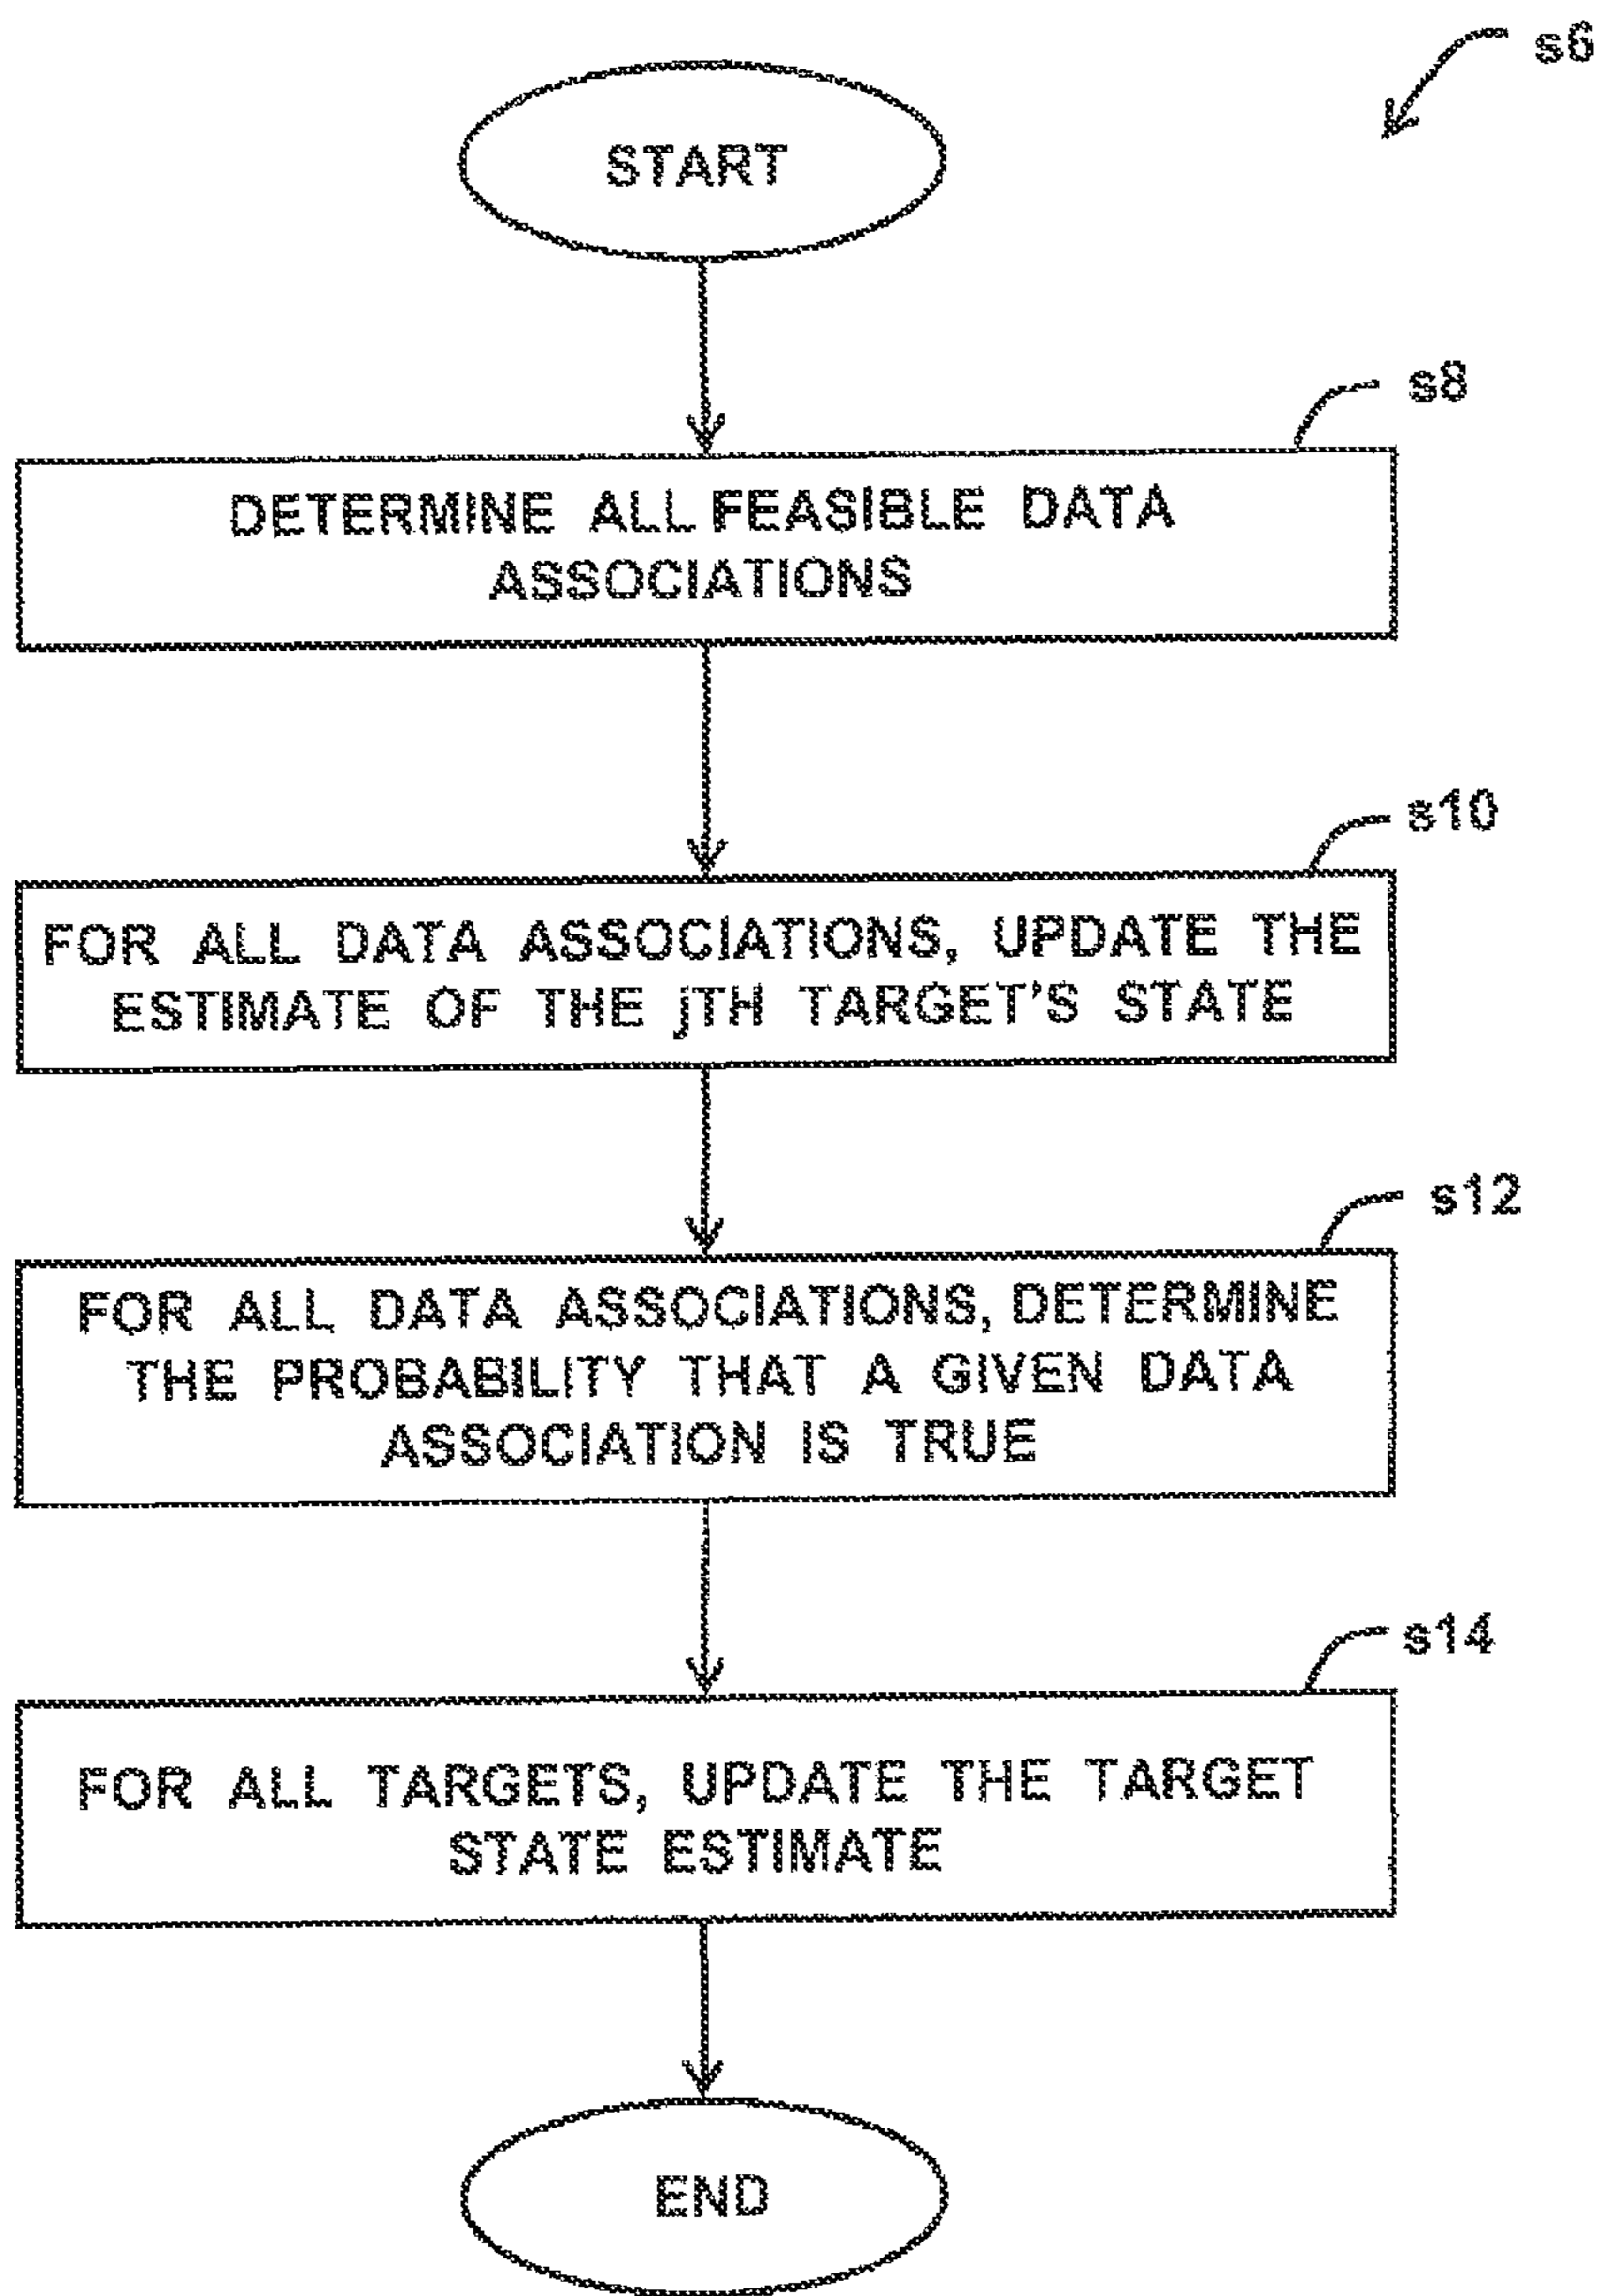 s6
START
s8
DETERMINE ALL FEASIBLE DATA
ASSOCIATIONS
s10
FOR ALL DATA ASSOCIATIONS, UPDATE THE
ESTIMATE OF THE jTH TARGET'S STATE
s12
FOR ALL DATA ASSOCIATIONS, DETERMINE
THE PROBABILITY THAT A GIVEN DATA
ASSOCIATION IS TRUE
s14
FOR ALL TARGETS, UPDATE THE TARGET
STATE ESTIMATE
END